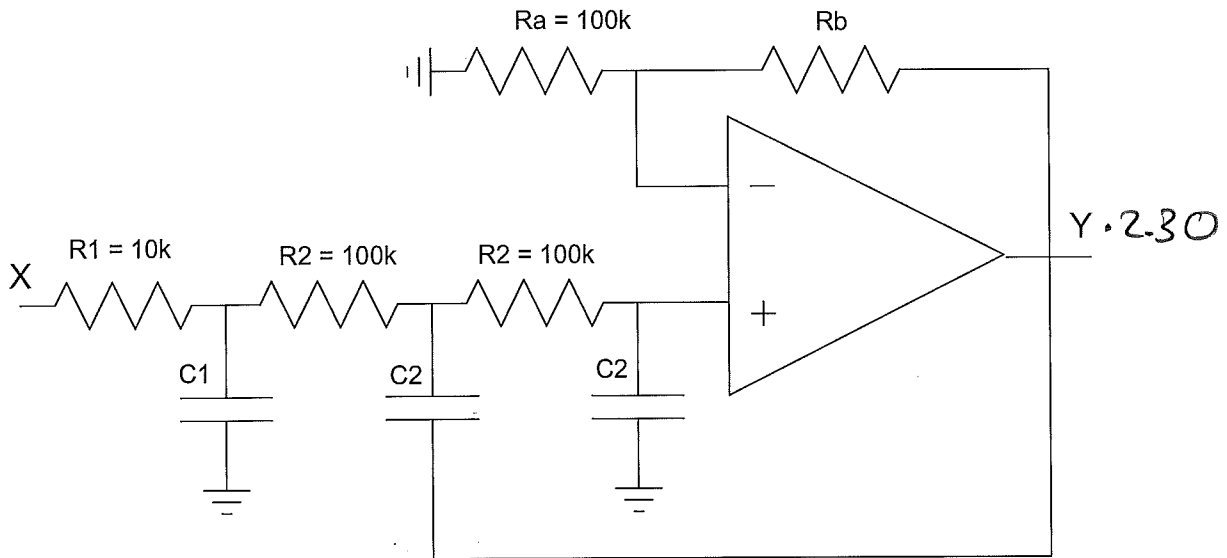 Ra = 100k
Rb
−
Y · 2.30
R1 = 10k
R2 = 100k
R2 = 100k
X
+
C1
C2
C2